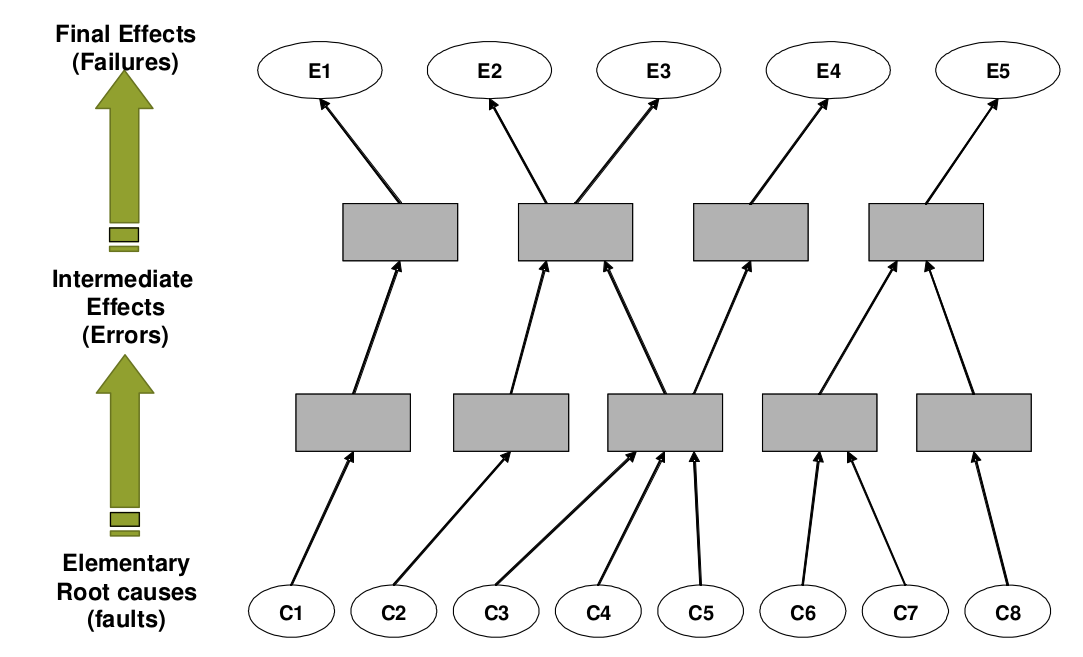 Final Effects
(Failures)
E1
E2
E3
E4
E5
Intermediate
Effects
(Errors)
Elementary
Root causes
(faults)
C1
C2
C3
C4
C5
C6
C7
C8